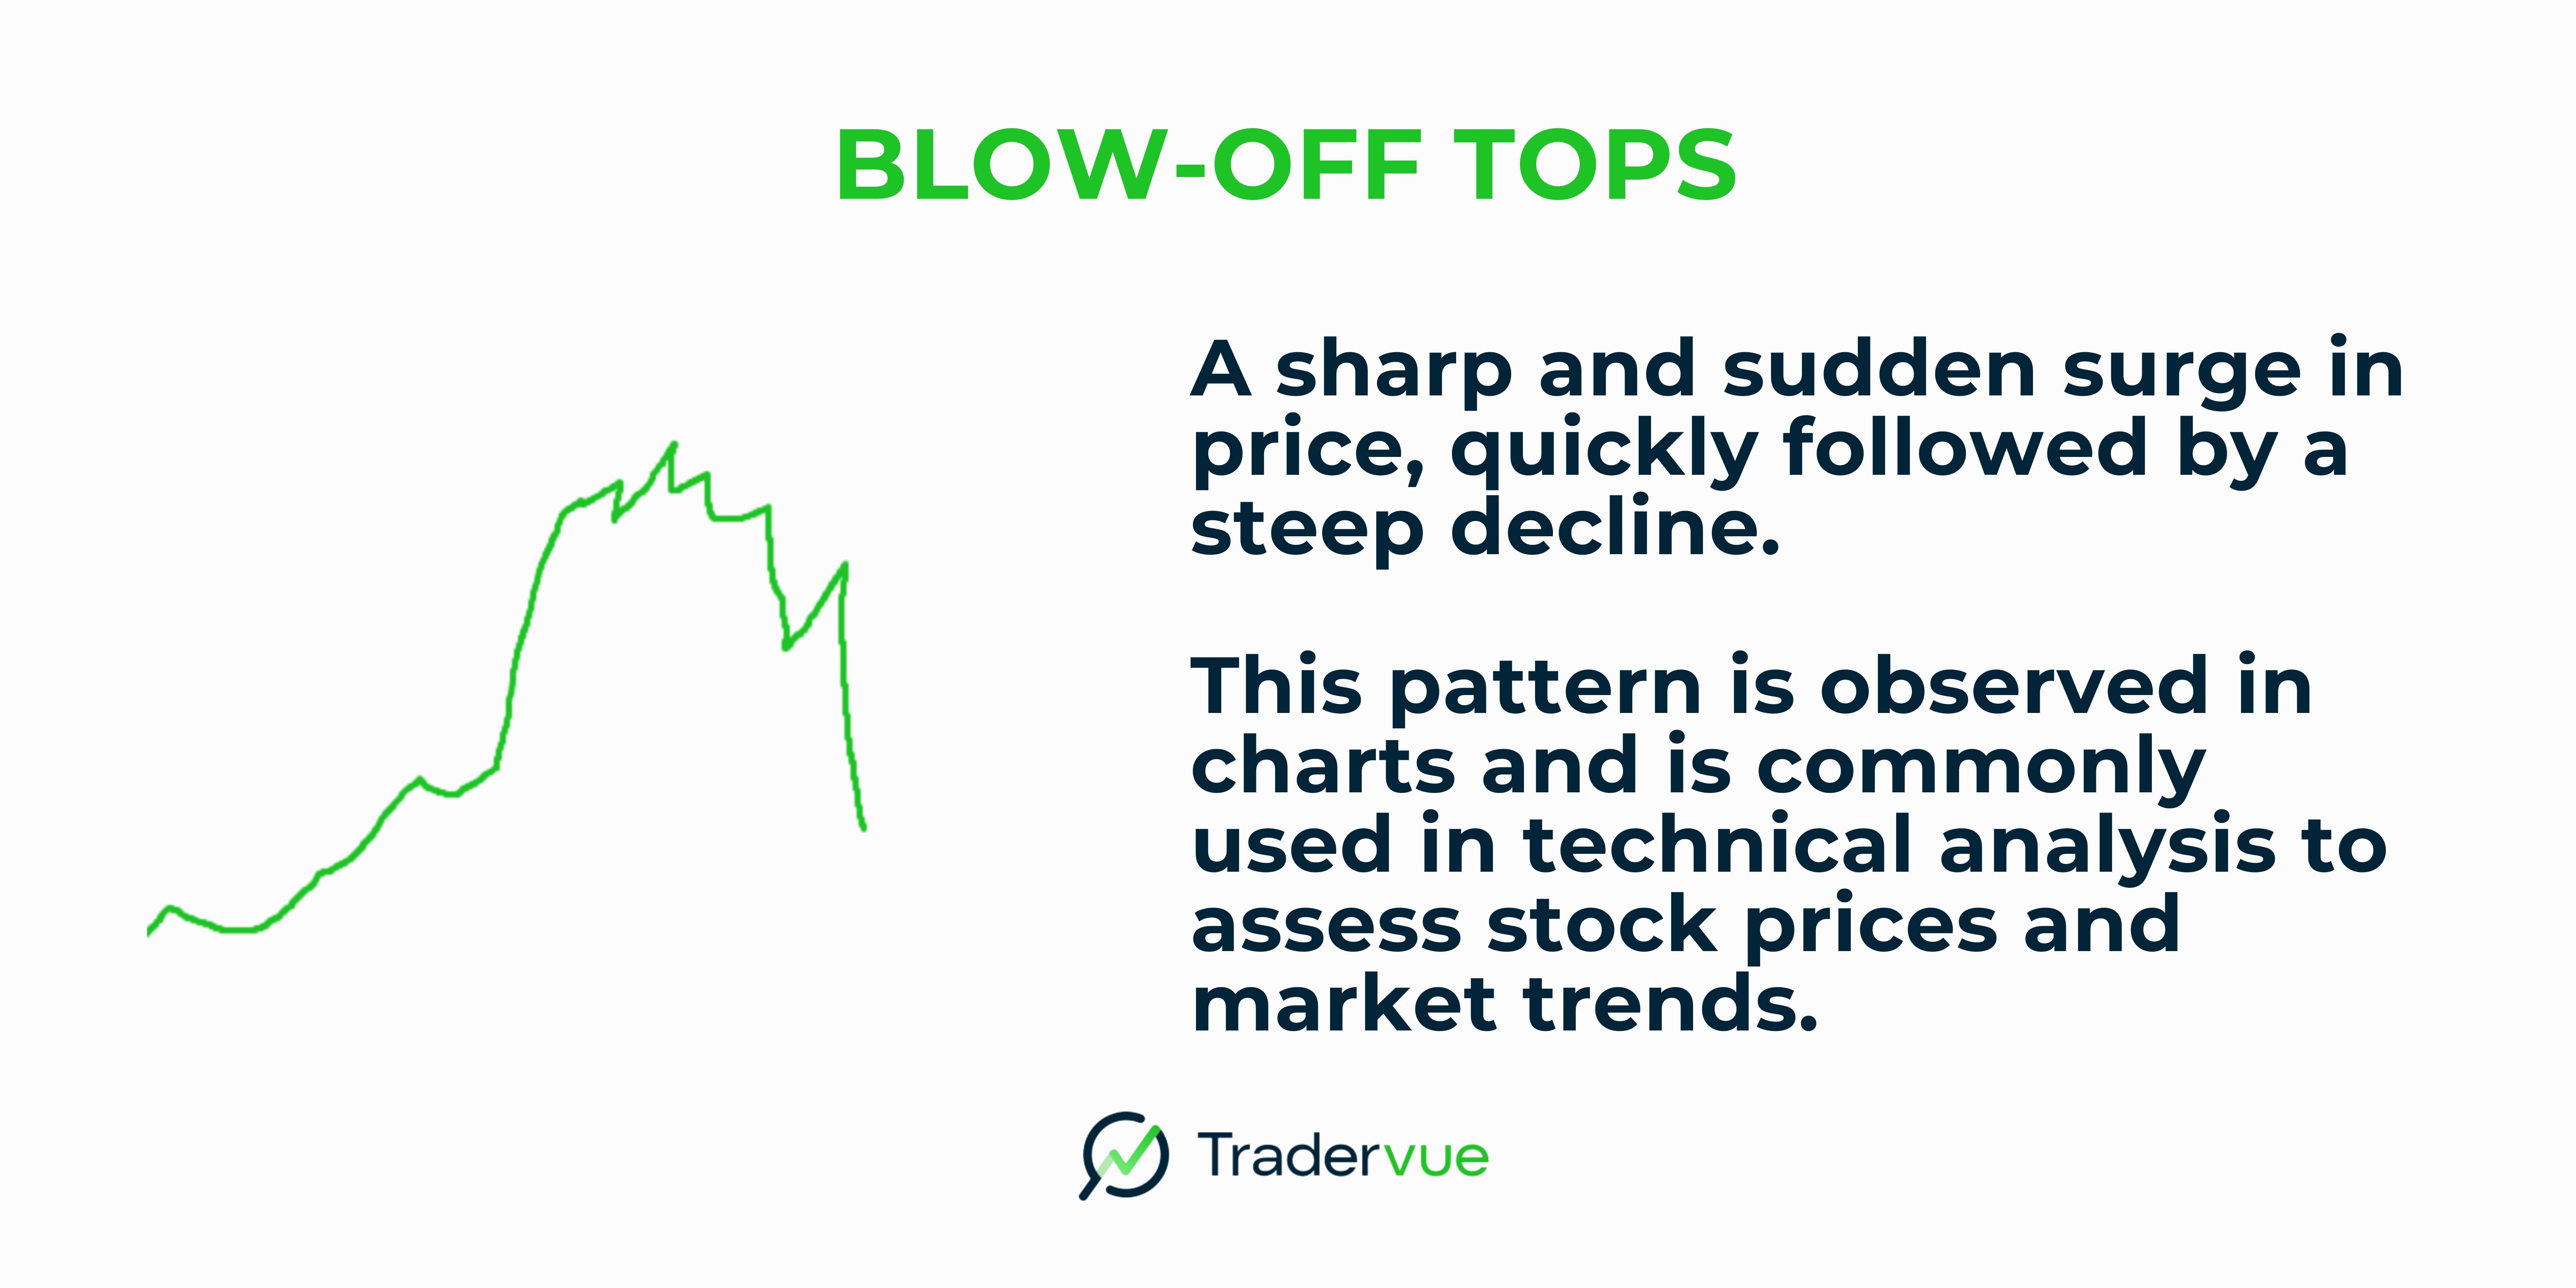 BLOW-OFF TOPS
A sharp and sudden surge in
price, quickly followed by a
steep decline.
This pattern is observed in
charts and is commonly
used in technical analysis to
assess stock prices and
market trends.
Tradervue